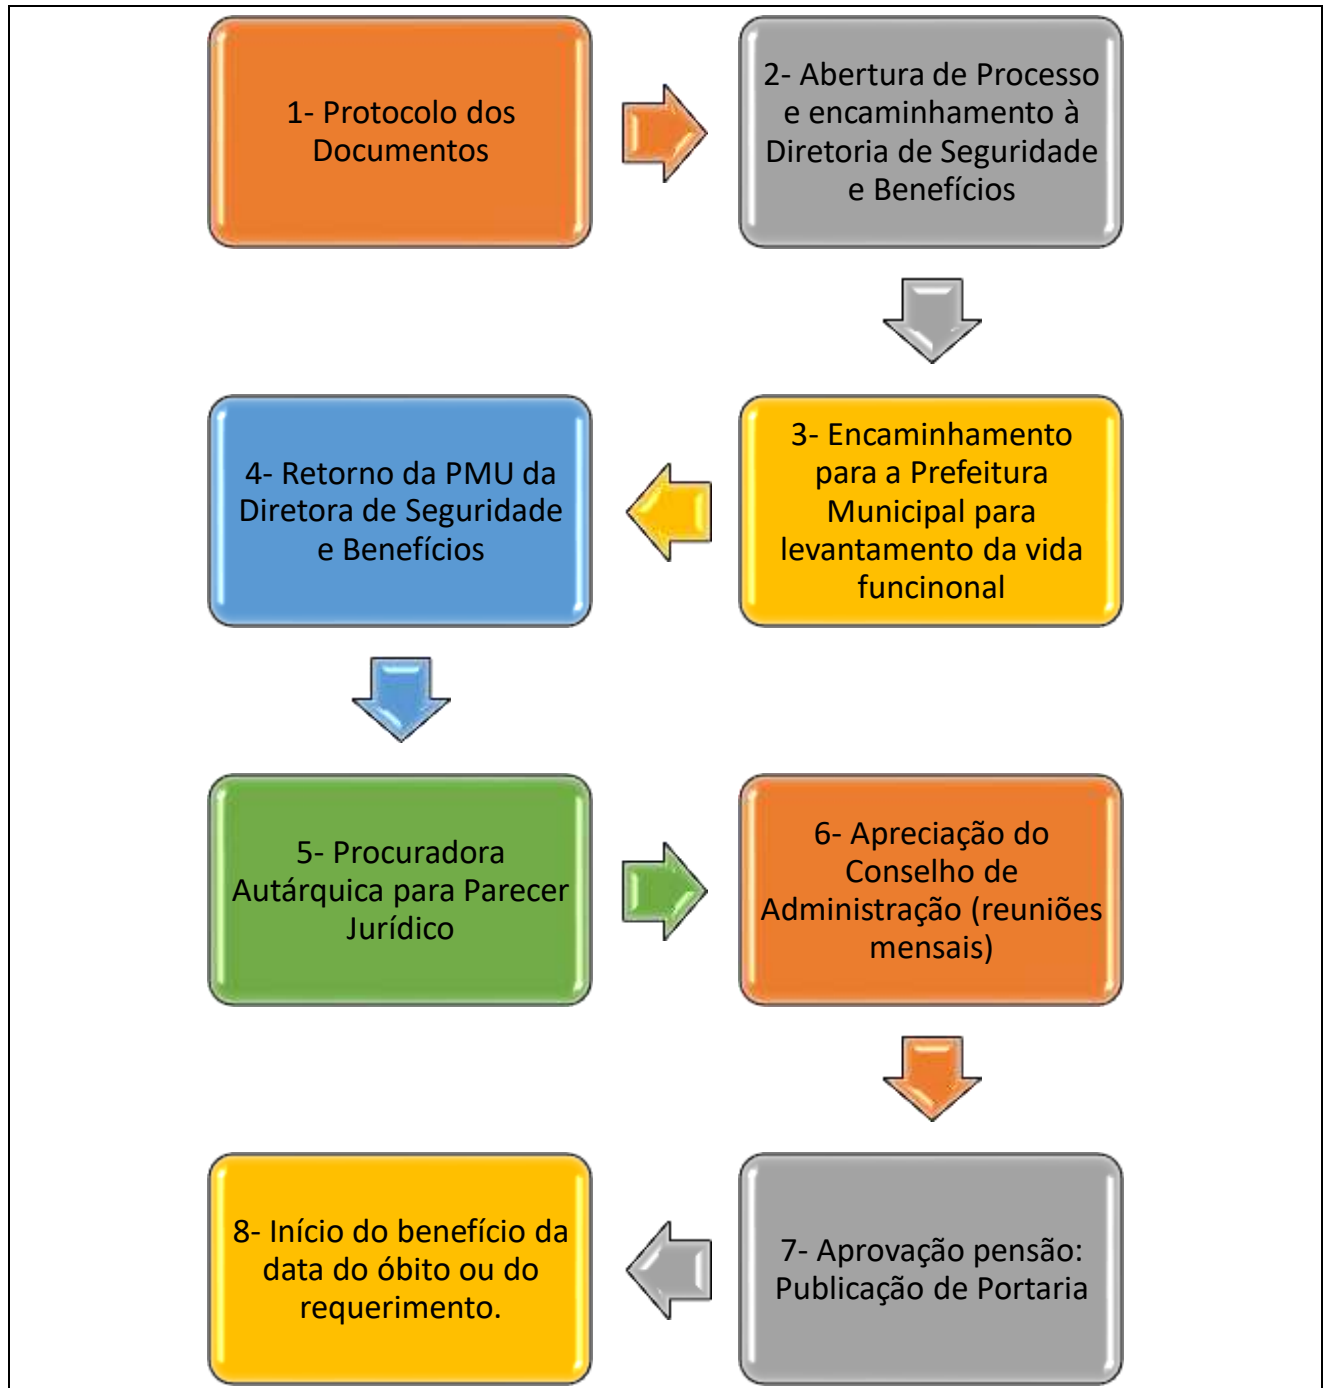 1- Protocolo dos
Documentos
2- Abertura de Processo
e encaminhamento à
Diretoria de Seguridade
e Benefícios
3- Encaminhamento
para a Prefeitura
Municipal para
levantamento da vida
funcinonal
4- Retorno da PMU da
Diretora de Seguridade
e Benefícios
5- Procuradora
Autárquica para Parecer
Jurídico
6- Apreciação do
Conselho de
Administração (reuniões
mensais)
7- Aprovação pensão:
Publicação de Portaria
8- Início do benefício da
data do óbito ou do
requerimento.